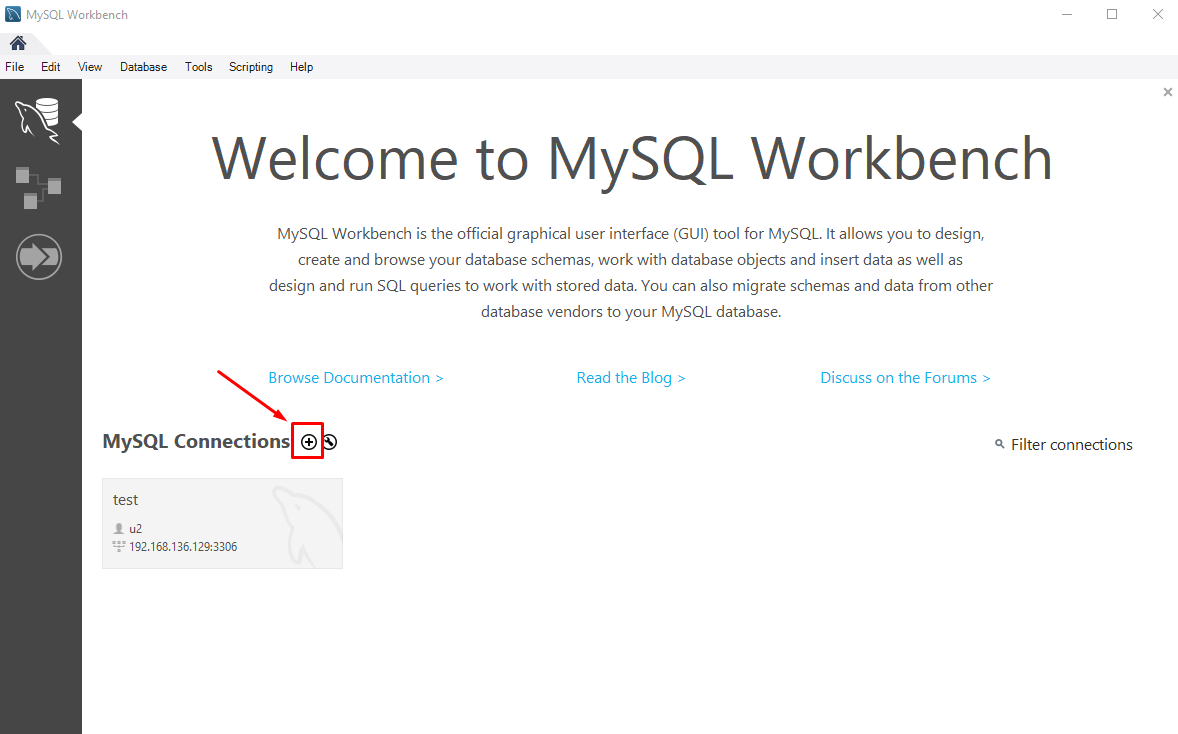 MySQL Workbench
File Edit View Database Tools Scripting Help
Welcome to MySQL Workbench
MySQL Workbench is the official graphical user interface (GUI) tool for MySQL. It allows you to design,
create and browse your database schemas, work with database objects and insert data as well as
design and run SQL queries to work with stored data. You can also migrate schemas and data from other
database vendors to your MySQL database.
Browse Documentation > Read the Blog > Discuss on the Forums >
MySQL Connections Filter connections
test
u2
192.168.136.129:3306